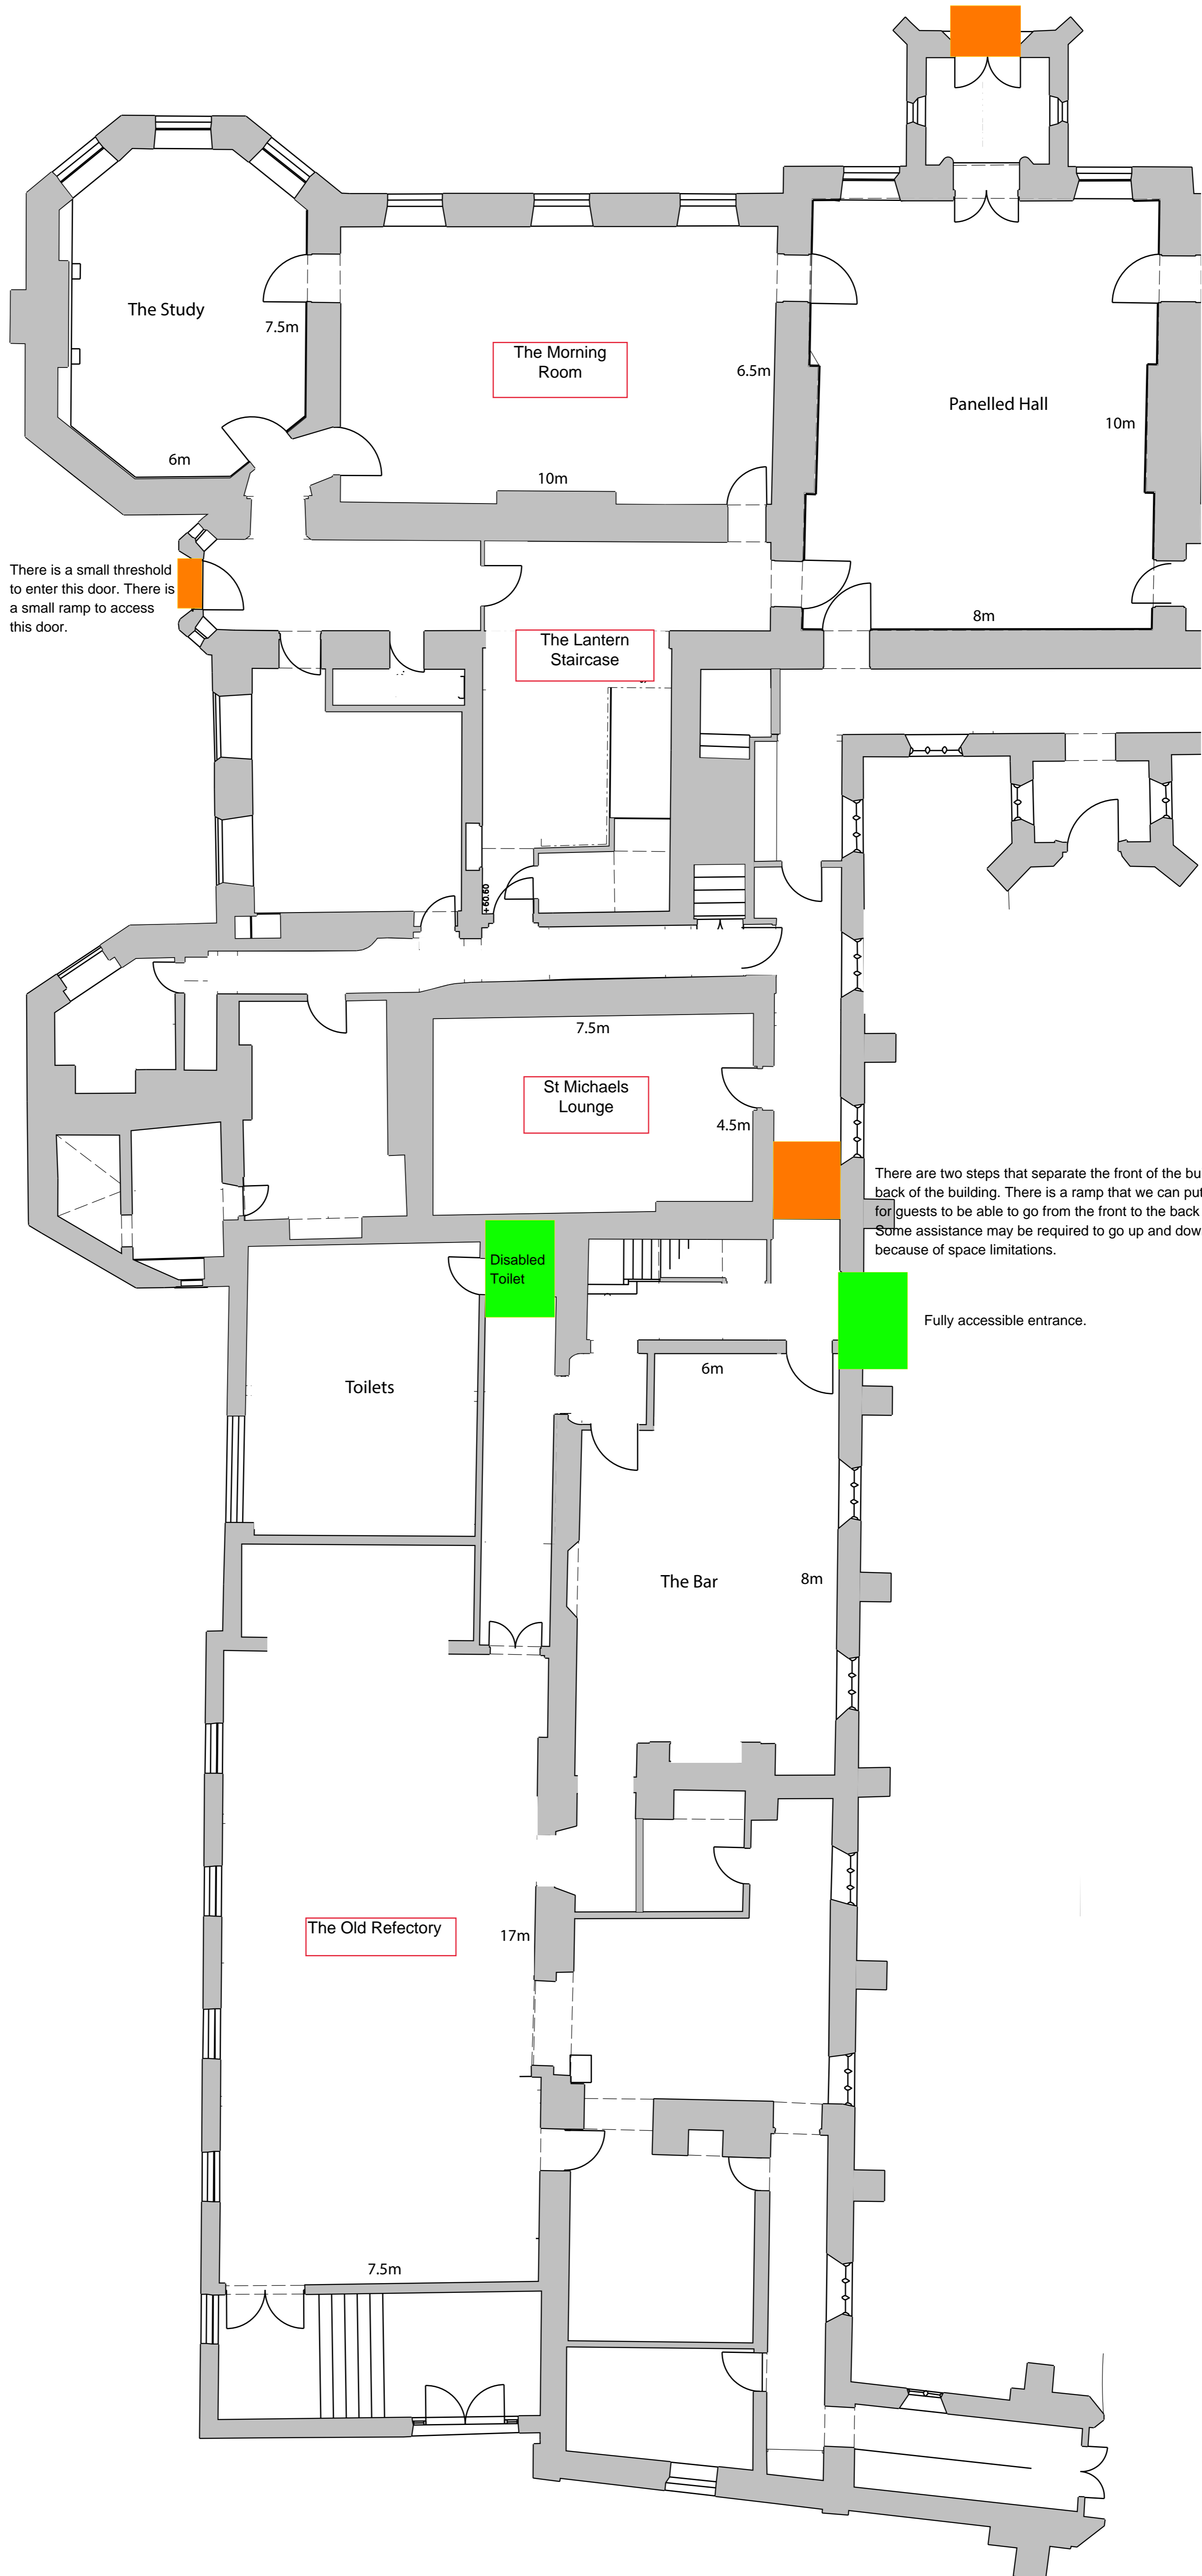 The Study
7.5m
6m
The Morning
Room
6.5m
10m
Panelled Hall
10m
8m
There is a small threshold
to enter this door. There is
a small ramp to access
this door.
The Lantern
Staircase
+60.60
7.5m
St Michaels
Lounge
4.5m
There are two steps that separate the front of the bu
back of the building. There is a ramp that we can put
for guests to be able to go from the front to the back
Some assistance may be required to go up and dow
because of space limitations.
Disabled
Toilet
Fully accessible entrance.
6m
Toilets
The Bar
8m
The Old Refectory
17m
7.5m